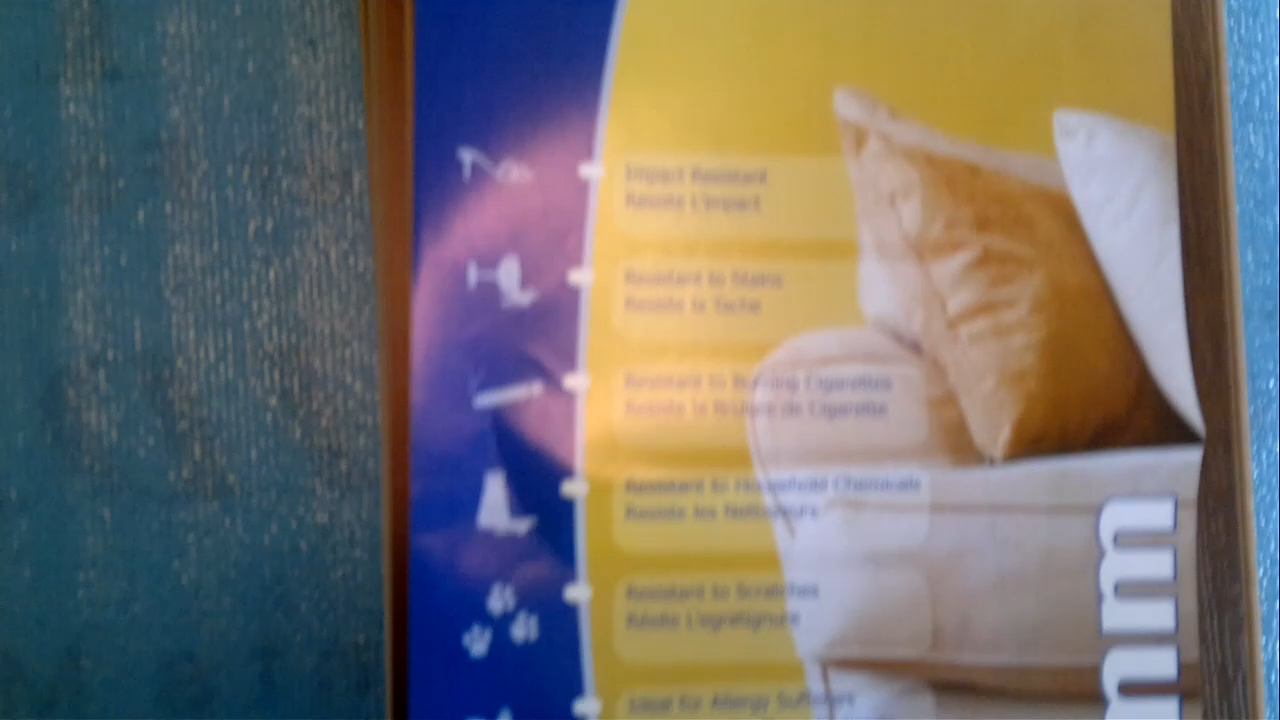 Impact Resistant
Résiste L'impact
Resistant to Stains
Résiste la Tache
Resistant to Burning Cigarettes
Résiste la Brûlure de Cigarette
Resistant to Household Chemicals
Résiste les Nettoyeurs
Resistant to Scratches
Résiste L'égratignure
Ideal for Allergy Sufferers
mm